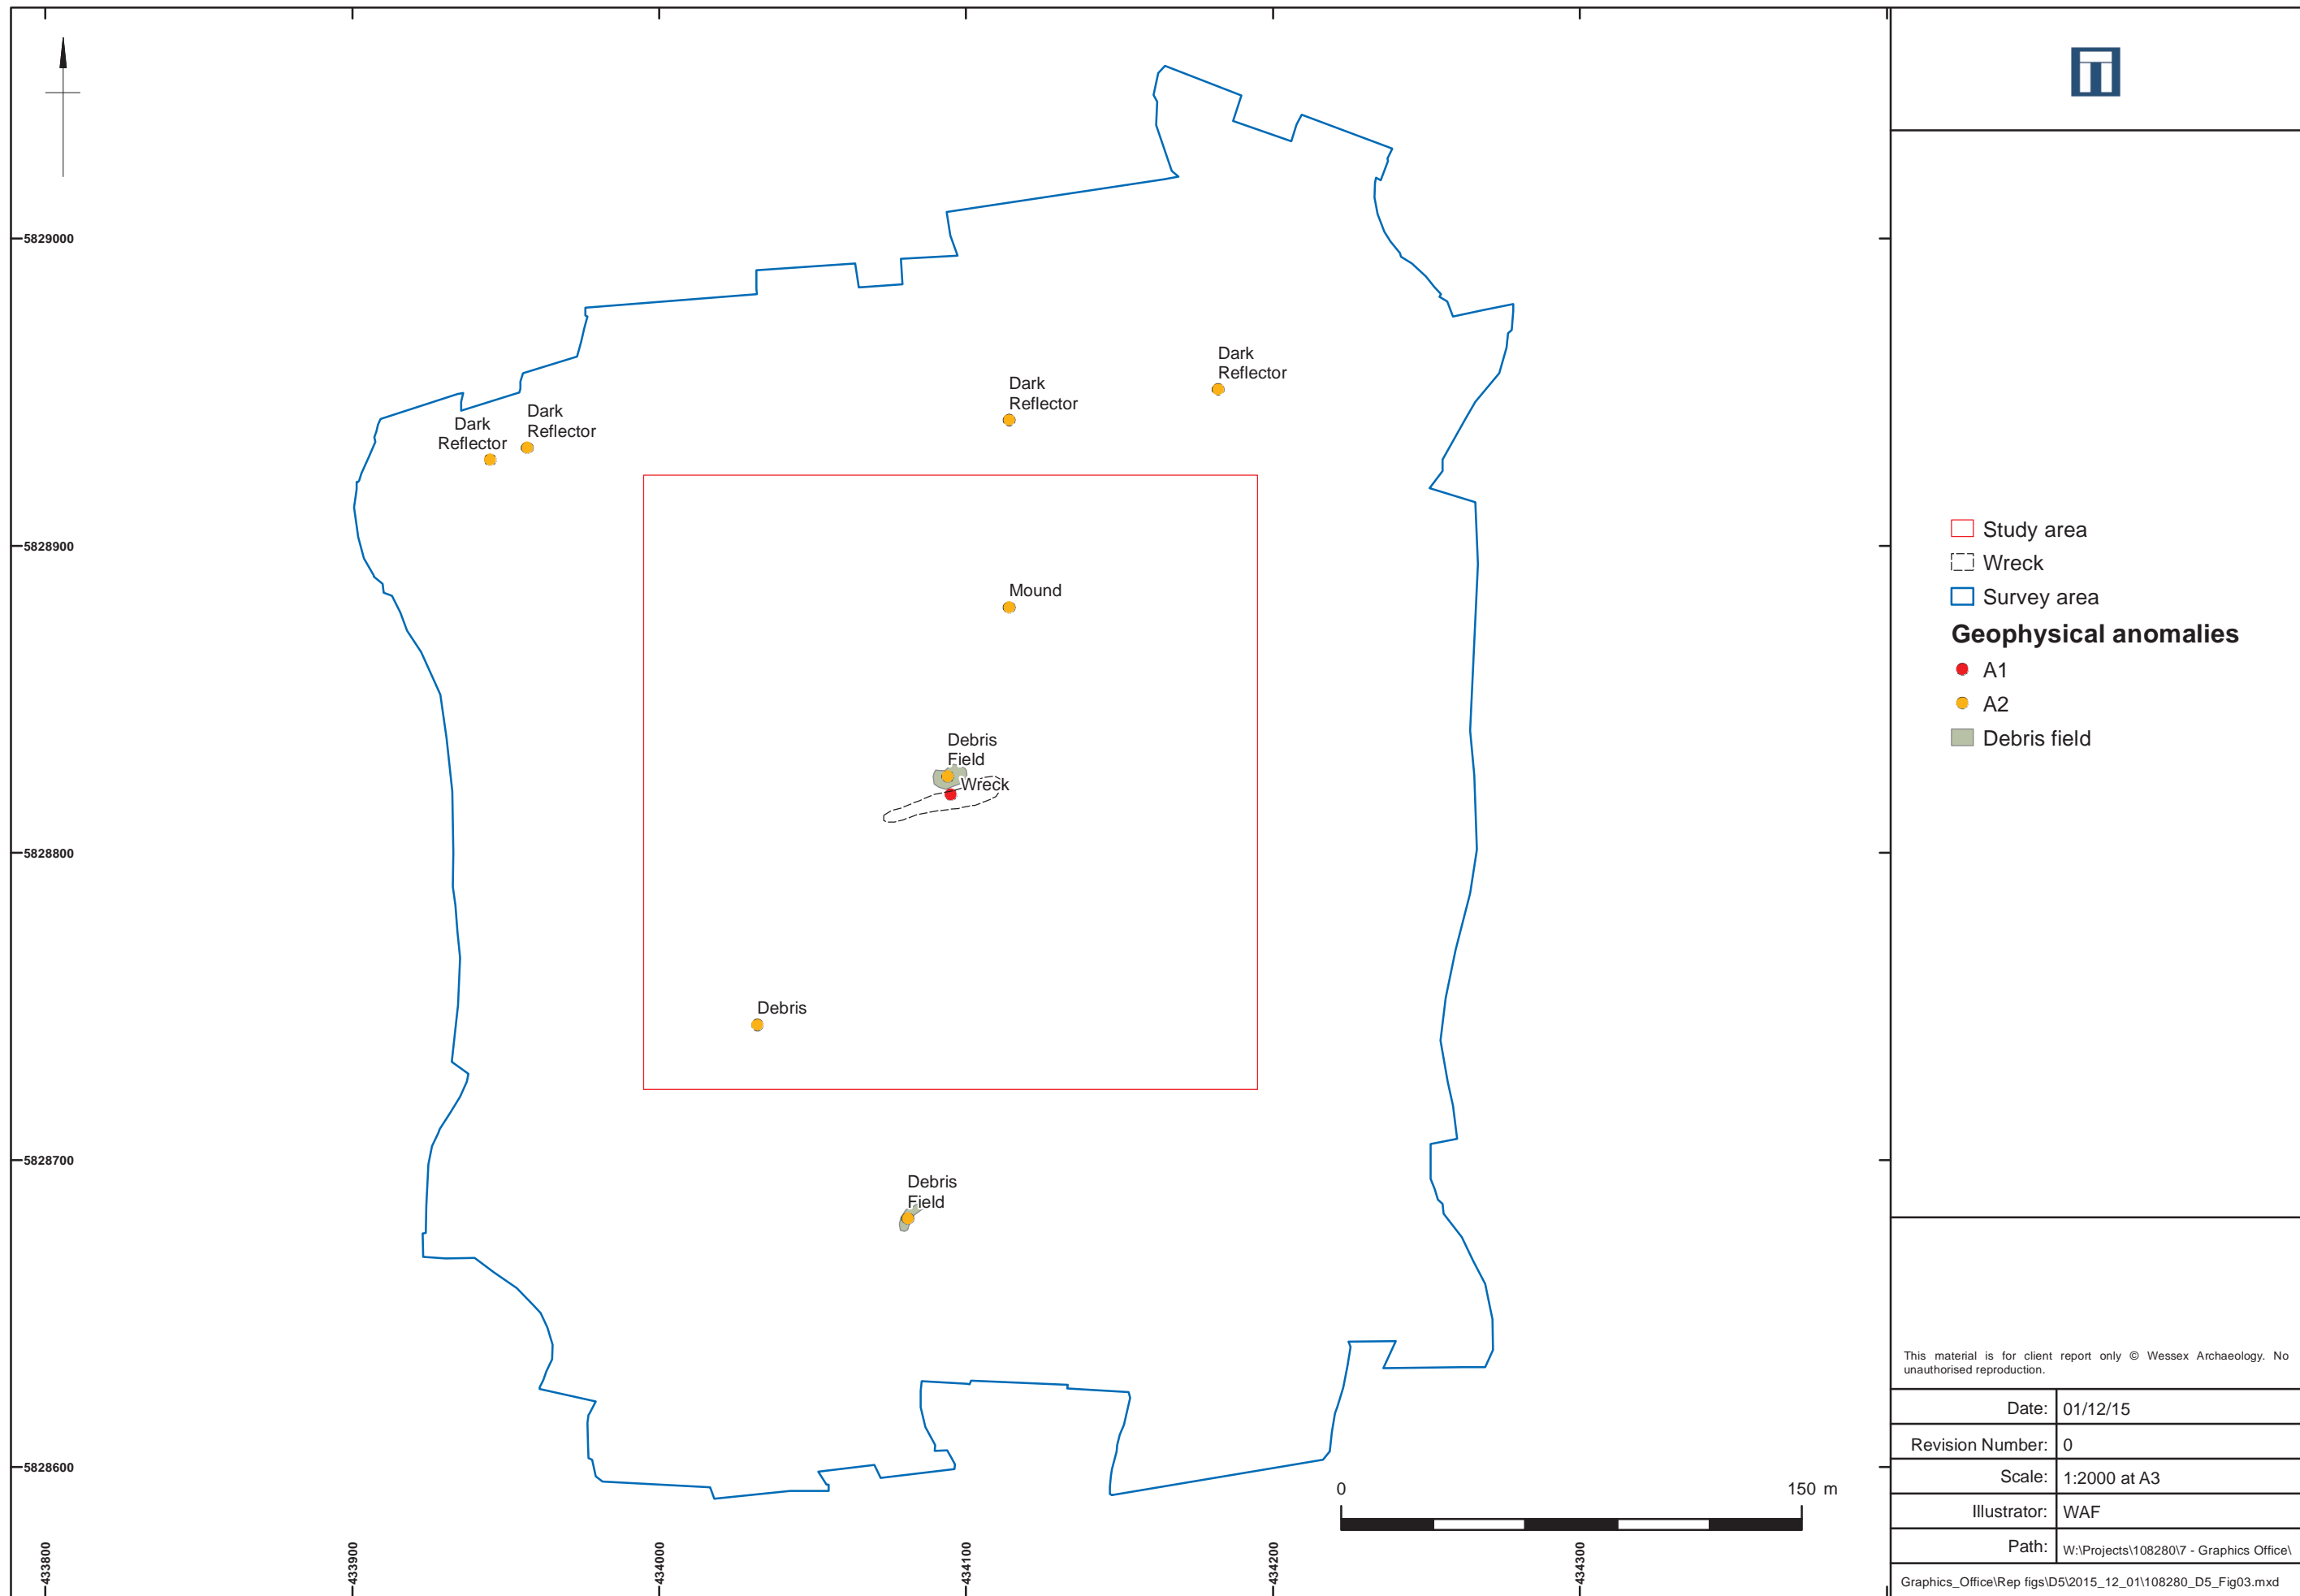 5829000
5828900
5828800
5828700
5828600
433800
433900
434000
434100
434200
434300
Dark
Reflector
Dark
Reflector
Dark
Reflector
Dark
Reflector
Mound
Debris
Field
Wreck
Debris
Debris
Field
0 150 m
Study area
Wreck
Survey area
Geophysical anomalies
A1
A2
Debris field
This material is for client report only © Wessex Archaeology. No
unauthorised reproduction.
Date: 01/12/15
Revision Number: 0
Scale: 1:2000 at A3
Illustrator: WAF
Path: W:\Projects\108280\7 - Graphics Office\
Graphics_Office\Rep figs\D5\2015_12_01\108280_D5_Fig03.mxd